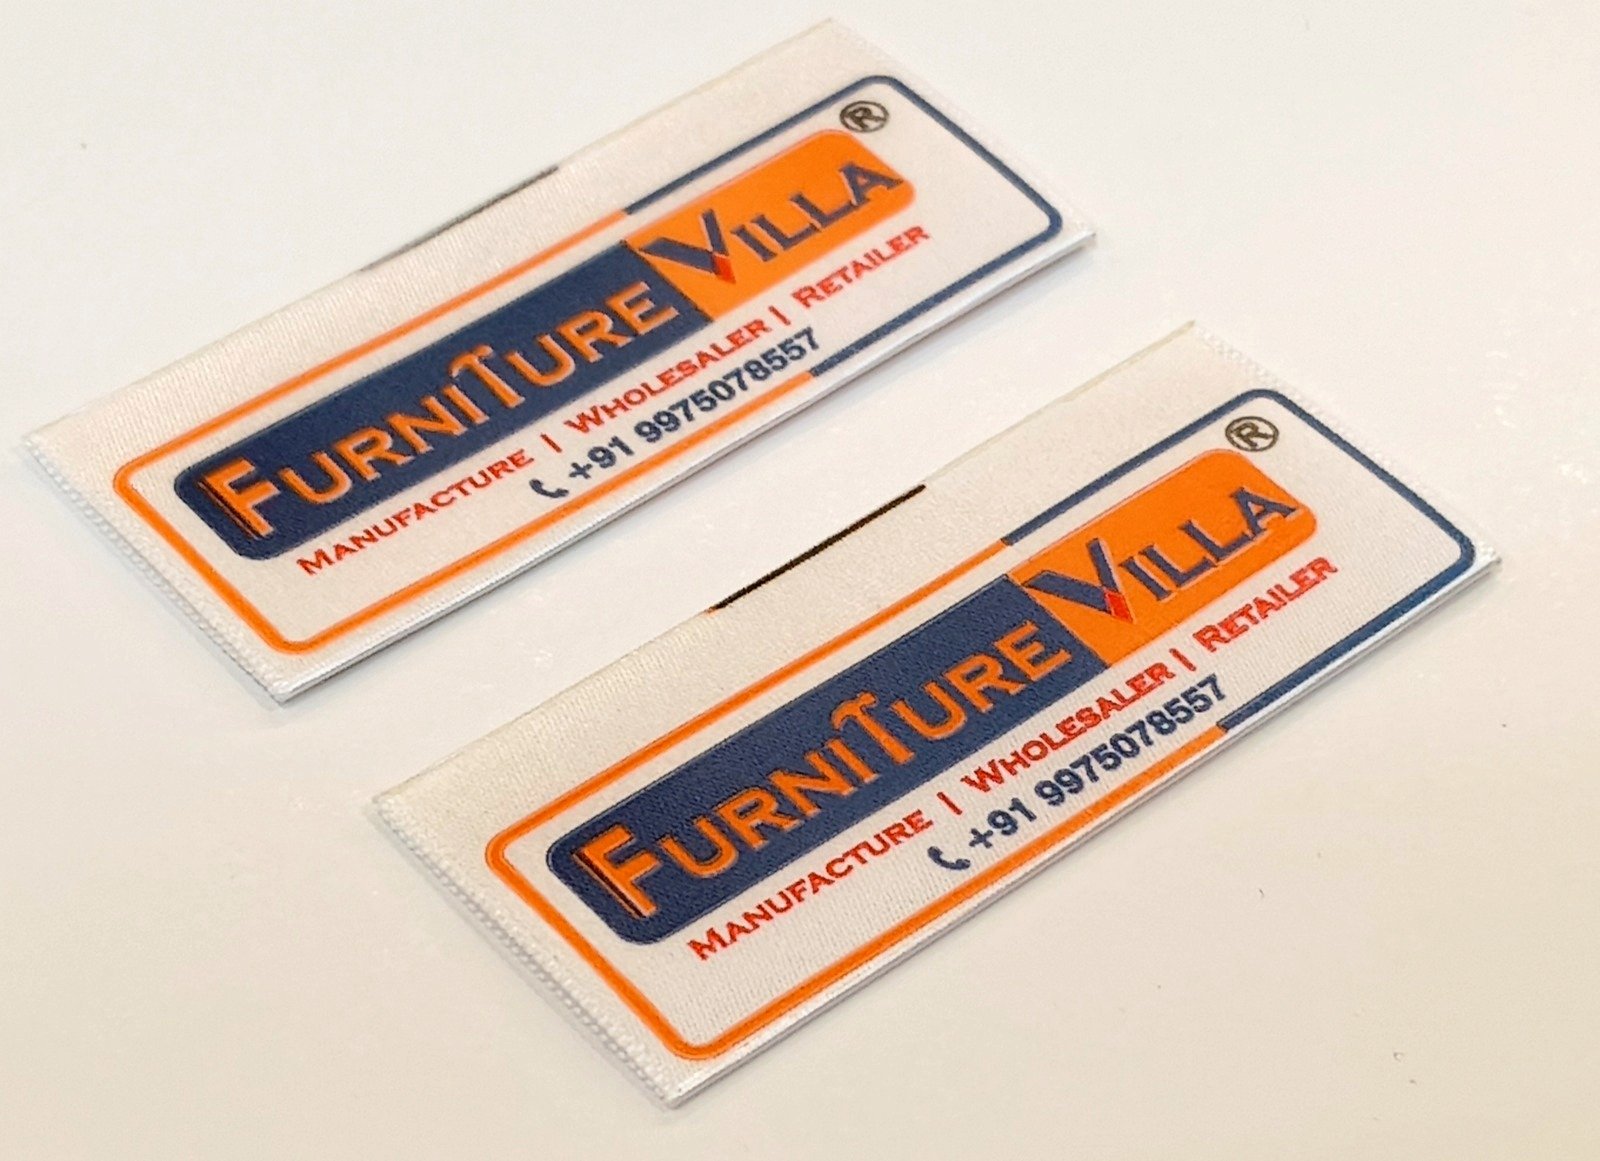 FURNITURE VILLA ®
MANUFACTURE | WHOLESALER | RETAILER
+91 9975078557
FURNITURE VILLA ®
MANUFACTURE | WHOLESALER | RETAILER
+91 9975078557